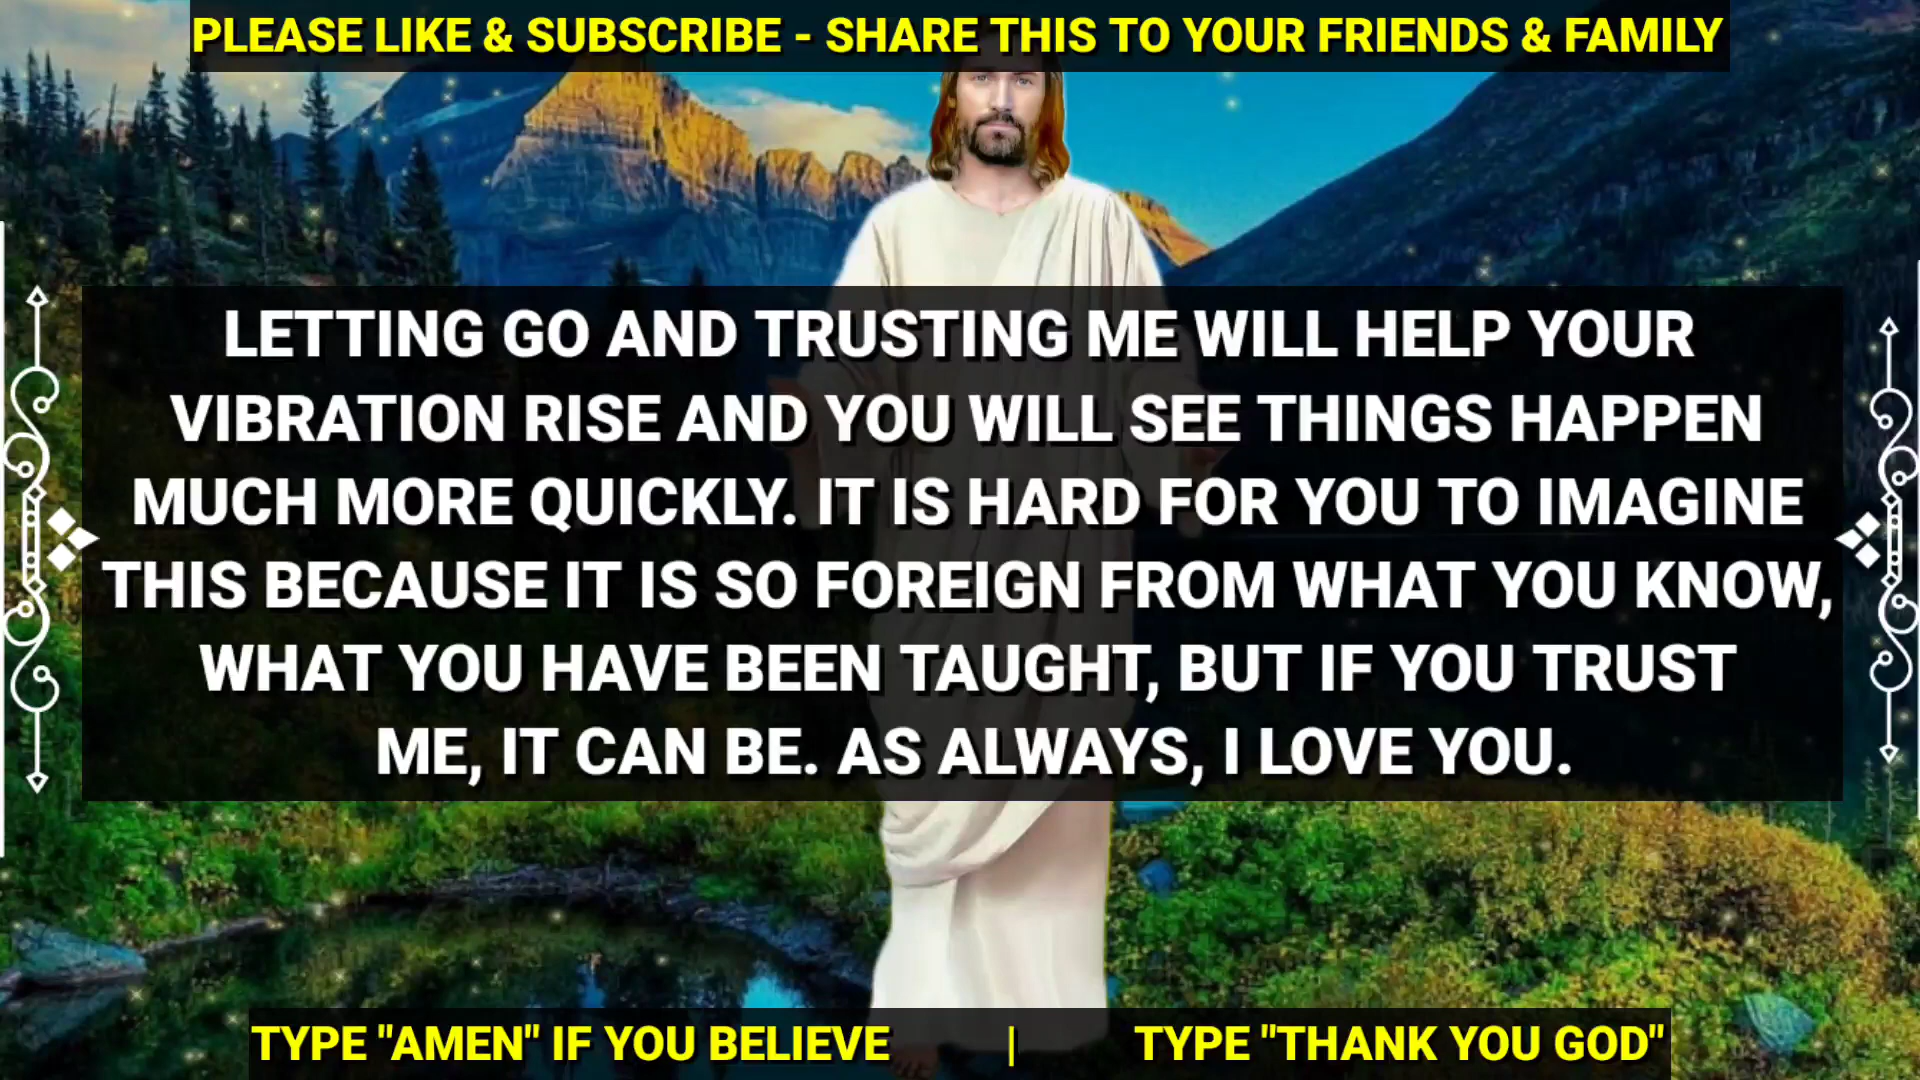 PLEASE LIKE & SUBSCRIBE - SHARE THIS TO YOUR FRIENDS & FAMILY
LETTING GO AND TRUSTING ME WILL HELP YOUR
VIBRATION RISE AND YOU WILL SEE THINGS HAPPEN
MUCH MORE QUICKLY. IT IS HARD FOR YOU TO IMAGINE
THIS BECAUSE IT IS SO FOREIGN FROM WHAT YOU KNOW,
WHAT YOU HAVE BEEN TAUGHT, BUT IF YOU TRUST
ME, IT CAN BE. AS ALWAYS, I LOVE YOU.
TYPE "AMEN" IF YOU BELIEVE | TYPE "THANK YOU GOD"